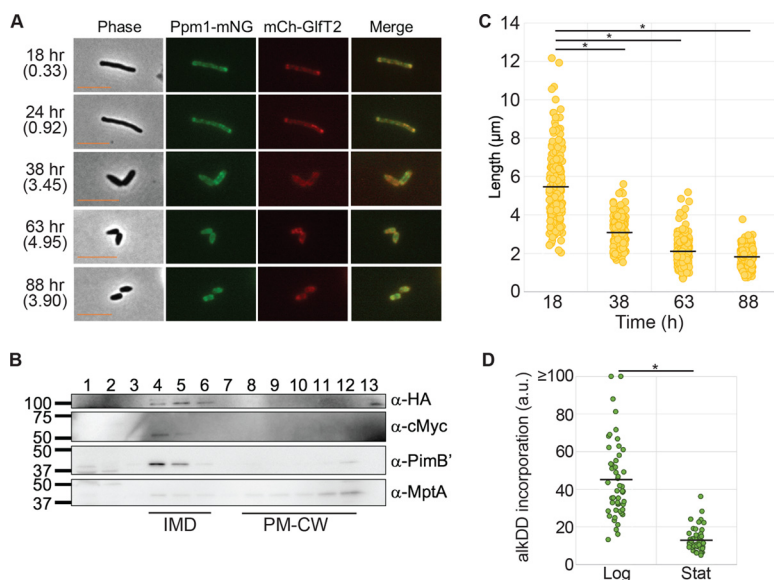 A
Phase Ppm1-mNG mCh-GlfT2 Merge
18 hr
(0.33)
24 hr
(0.92)
38 hr
(3.45)
63 hr
(4.95)
88 hr
(3.90)
B
1 2 3 4 5 6 7 8 9 10 11 12 13
100
α-HA
75
50
α-cMyc
50
37
α-PimB'
50
37
α-MptA
IMD PM-CW
C
* * *
Length (µm)
14
12
10
8
6
4
2
0
18 38 63 88
Time (h)
D
*
alkDD incorporation (a.u.)
≥
100
80
60
40
20
0
Log Stat